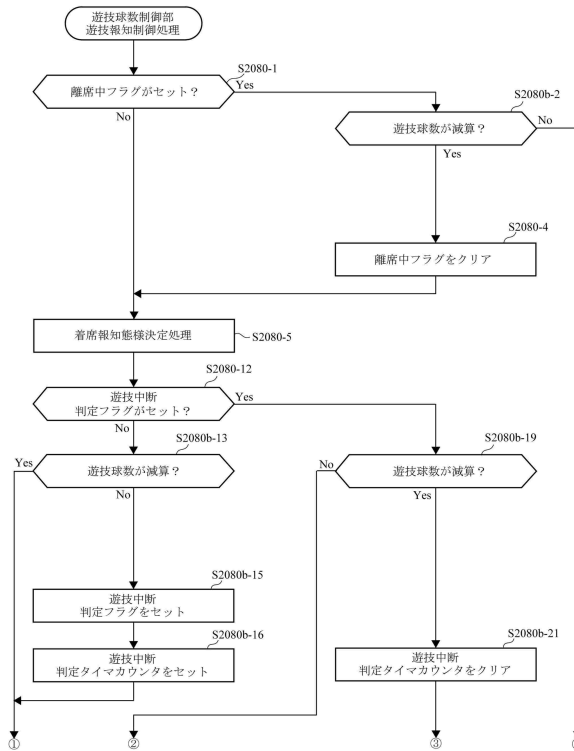 遊技球数制御部
遊技報知制御処理
S2080-1
離席中フラグがセット？
Yes
No
S2080b-2
遊技球数が減算？
No
Yes
S2080-4
離席中フラグをクリア
着席報知態様決定処理
S2080-5
S2080-12
遊技中断
判定フラグがセット？
Yes
No
S2080b-13
Yes
遊技球数が減算？
No
S2080b-19
No
遊技球数が減算？
Yes
S2080b-15
遊技中断
判定フラグをセット
S2080b-16
遊技中断
判定タイマカウンタをセット
S2080b-21
遊技中断
判定タイマカウンタをクリア
①
②
③